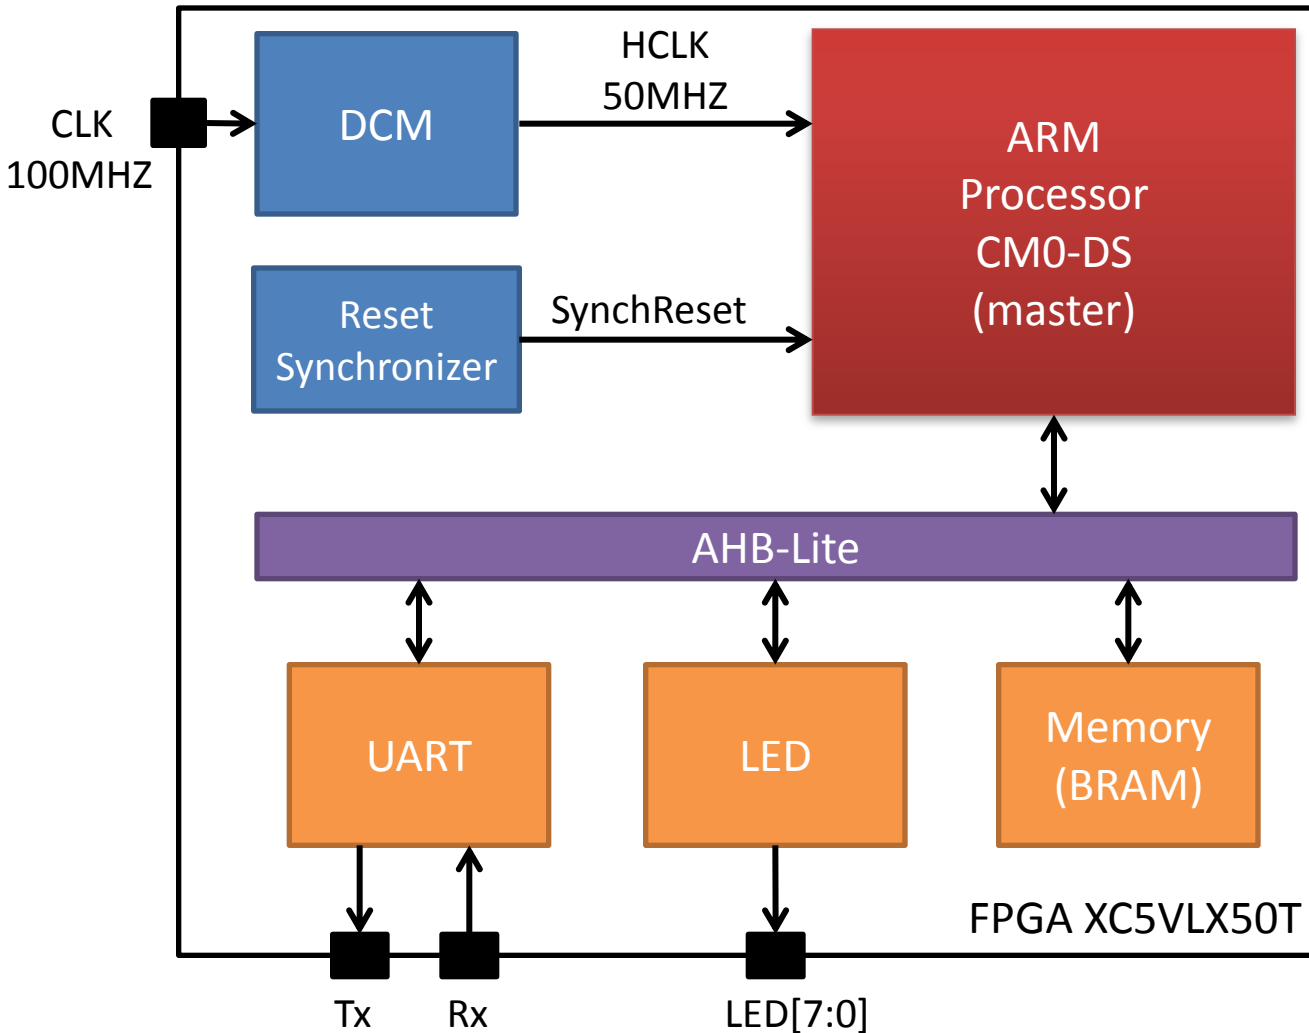 CLK
100MHZ
DCM
HCLK
50MHZ
ARM
Processor
CM0-DS
(master)
Reset
Synchronizer
SynchReset
AHB-Lite
UART
LED
Memory
(BRAM)
FPGA XC5VLX50T
Tx
Rx
LED[7:0]